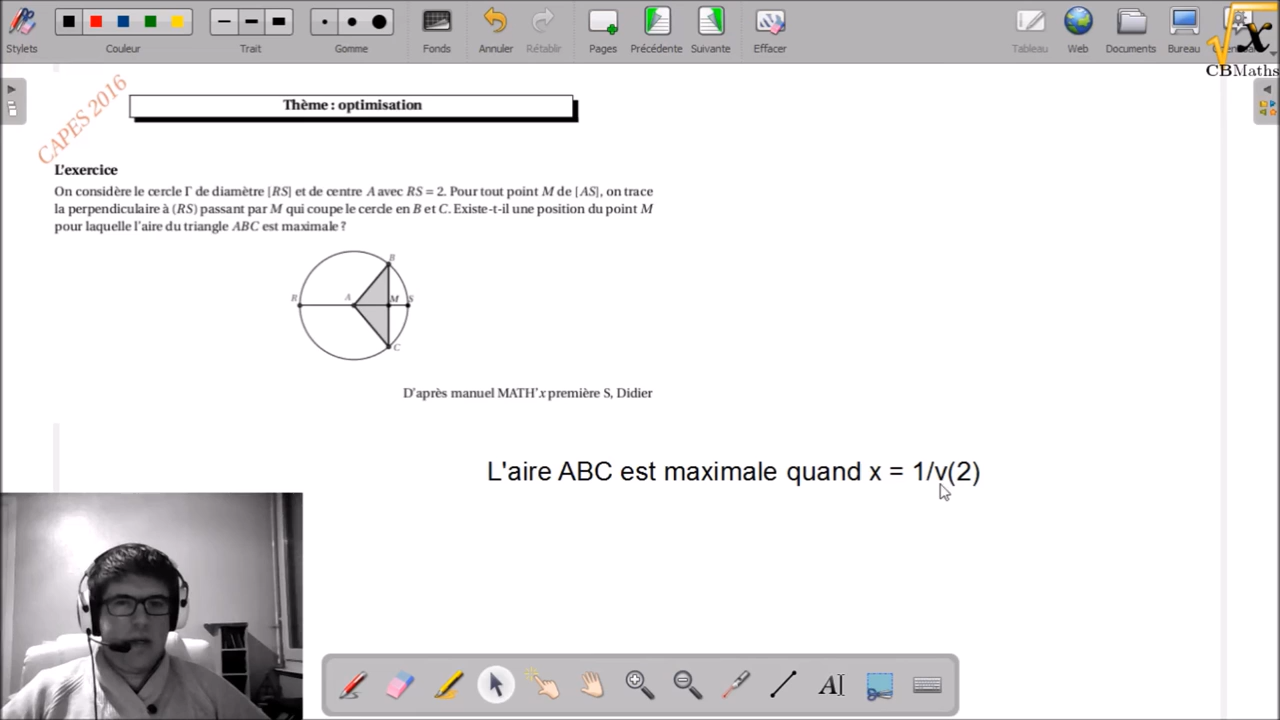 Stylets
Couleur
Trait
Gomme
Fonds
Annuler
Rétablir
Pages
Précédente
Suivante
Effacer
Tableau
Web
Documents
Bureau
√x
CBMaths
CAPES 2016
Thème : optimisation
L'exercice
On considère le cercle Γ de diamètre [RS] et de centre A avec RS = 2. Pour tout point M de [AS], on trace
la perpendiculaire à (RS) passant par M qui coupe le cercle en B et C. Existe-t-il une position du point M
pour laquelle l'aire du triangle ABC est maximale ?
B
R
A
M
S
C
D'après manuel MATH'x première S, Didier
L'aire ABC est maximale quand x = 1/v(2)
AI